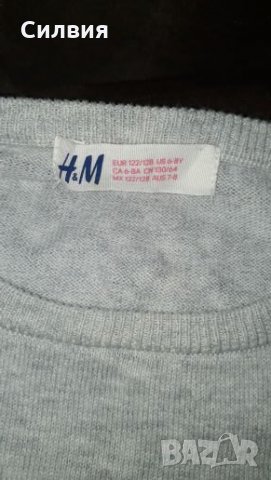 Силвия
H&M
EUR 122/128 US 6-8Y
CA 6-8A CN 130/64
MX 122/128 AUS 7-8
BAZAR